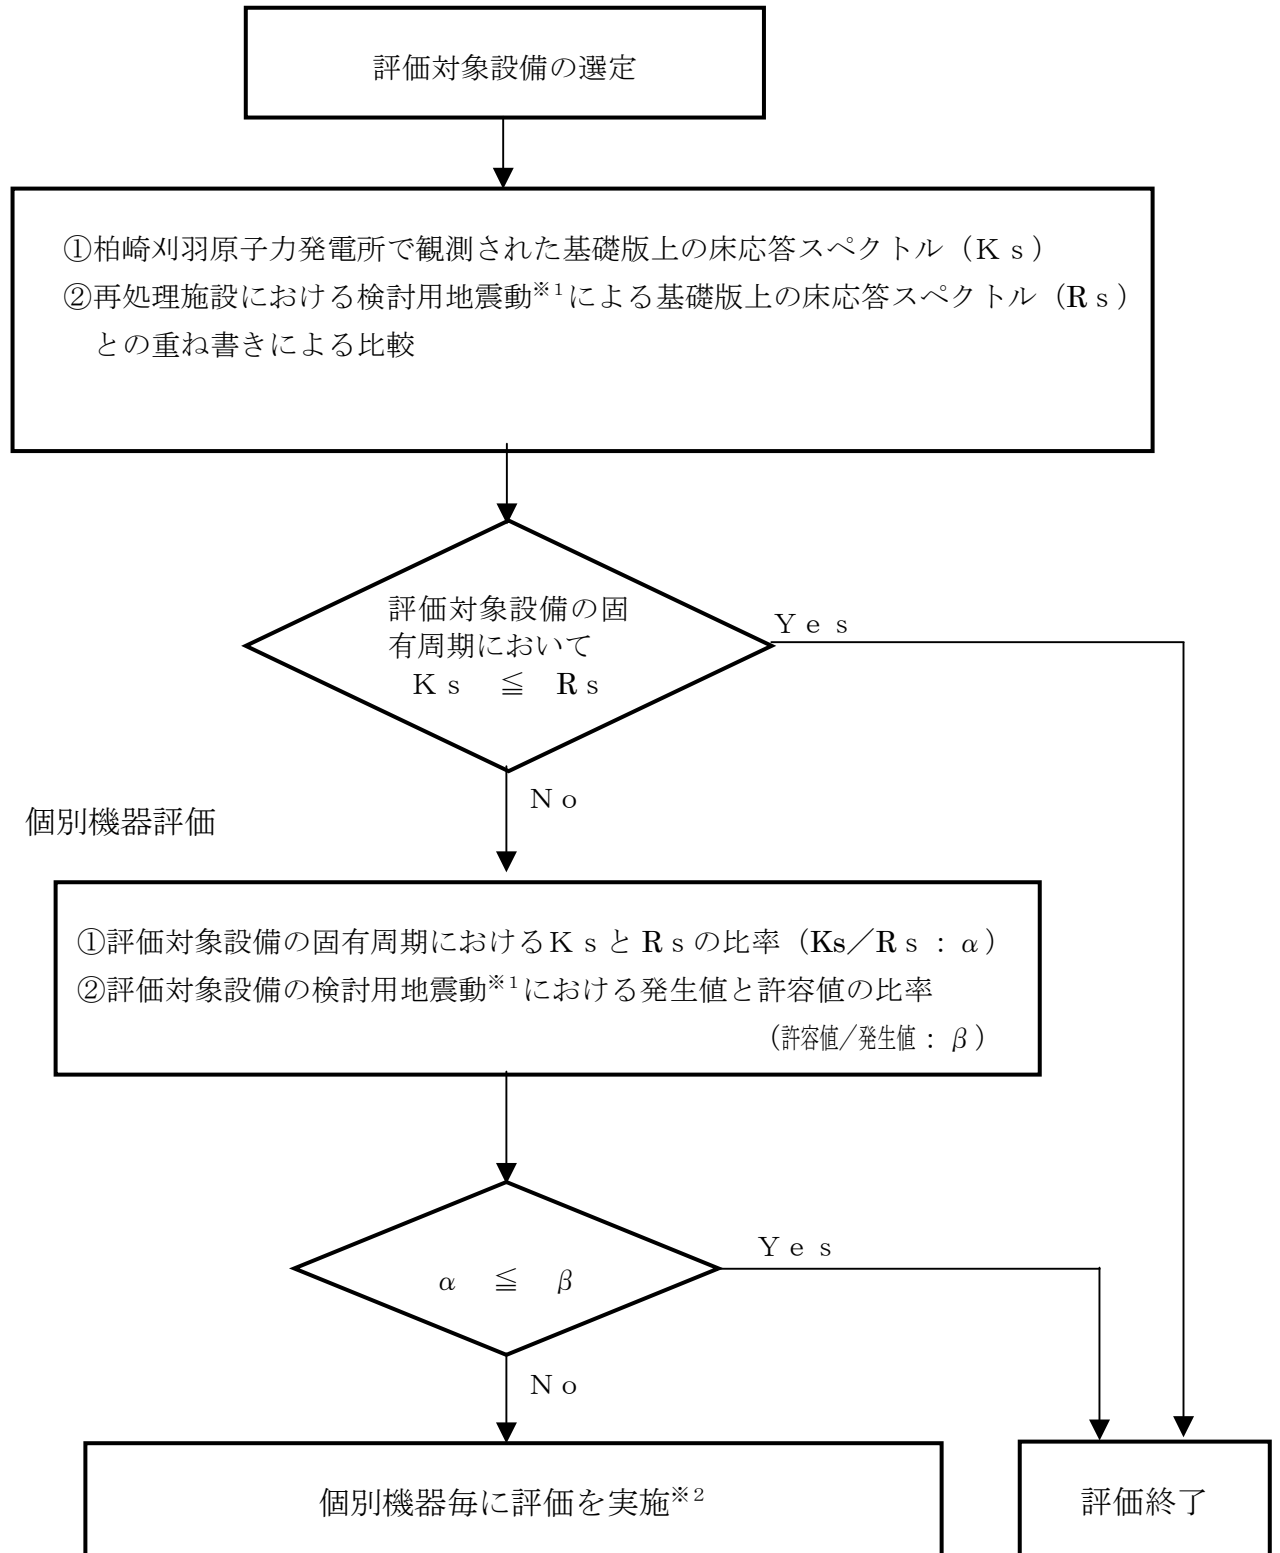 評価対象設備の選定
①柏崎刈羽原子力発電所で観測された基礎版上の床応答スペクトル（Ｋｓ）
②再処理施設における検討用地震動※1による基礎版上の床応答スペクトル（Rｓ）
との重ね書きによる比較
評価対象設備の固
有周期において
Ｋｓ ≦ Rｓ
Ｙｅｓ
Ｎｏ
個別機器評価
①評価対象設備の固有周期におけるＫｓとRｓの比率（Ks／Rｓ：α）
②評価対象設備の検討用地震動※1における発生値と許容値の比率
（許容値／発生値：β）
α ≦ β
Ｙｅｓ
Ｎｏ
個別機器毎に評価を実施※2
評価終了